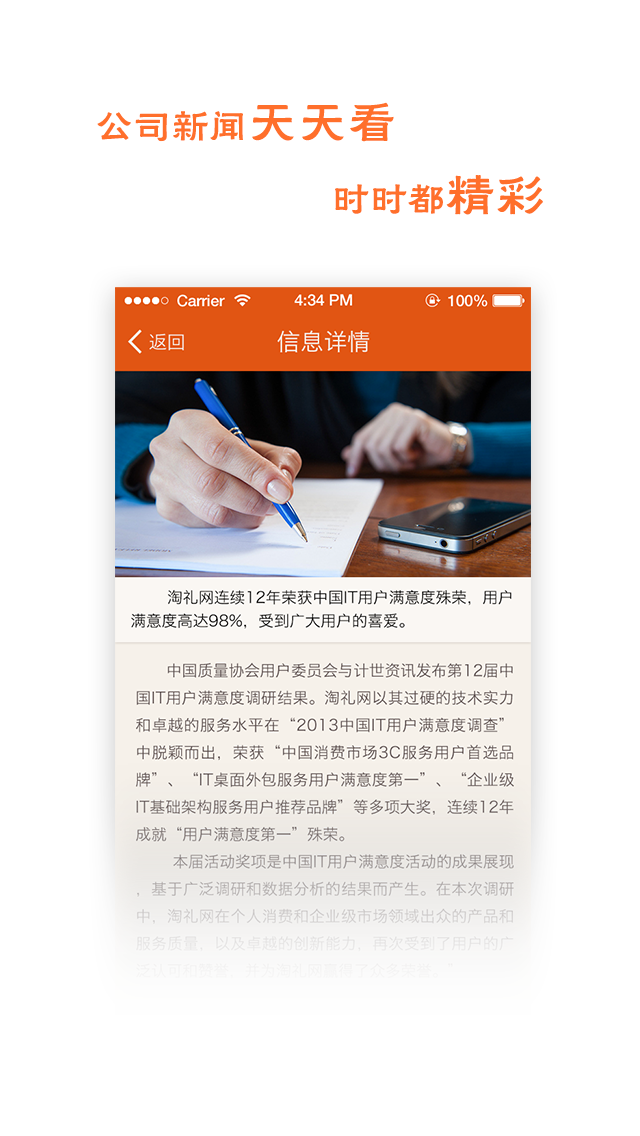 公司新闻天天看
时时都精彩
Carrier 4:34 PM 100%
返回 信息详情
淘礼网连续12年荣获中国IT用户满意度殊荣，用户
满意度高达98%，受到广大用户的喜爱。
中国质量协会用户委员会与计世资讯发布第12届中
国IT用户满意度调研结果。淘礼网以其过硬的技术实力
和卓越的服务水平在“2013中国IT用户满意度调查”
中脱颖而出，荣获“中国消费市场3C服务用户首选品
牌”、“IT桌面外包服务用户满意度第一”、“企业级
IT基础架构服务用户推荐品牌”等多项大奖，连续12年
成就“用户满意度第一”殊荣。
本届活动奖项是中国IT用户满意度活动的成果展现
，基于广泛调研和数据分析的结果而产生。在本次调研
中，淘礼网在个人消费和企业级市场领域出众的产品和
服务质量，以及卓越的创新能力，再次受到了用户的广